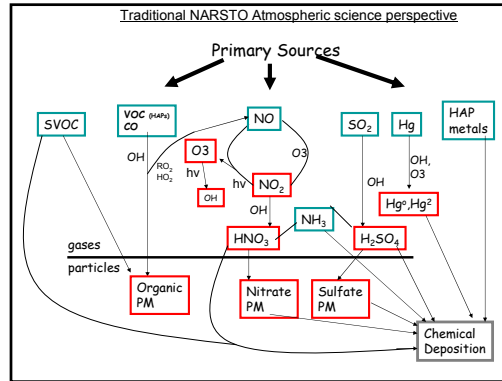 Traditional NARSTO Atmospheric science perspective
Primary Sources
SVOC
VOC (HAPs)
CO
NO
SO2
Hg
HAP
metals
OH
RO2
HO2
O3
O3
OH
OH,
O3
hv
hv
OH
NO2
Hgo,Hg2
OH
NH3
HNO3
H2SO4
gases
particles
Organic
PM
Nitrate
PM
Sulfate
PM
Chemical
Deposition